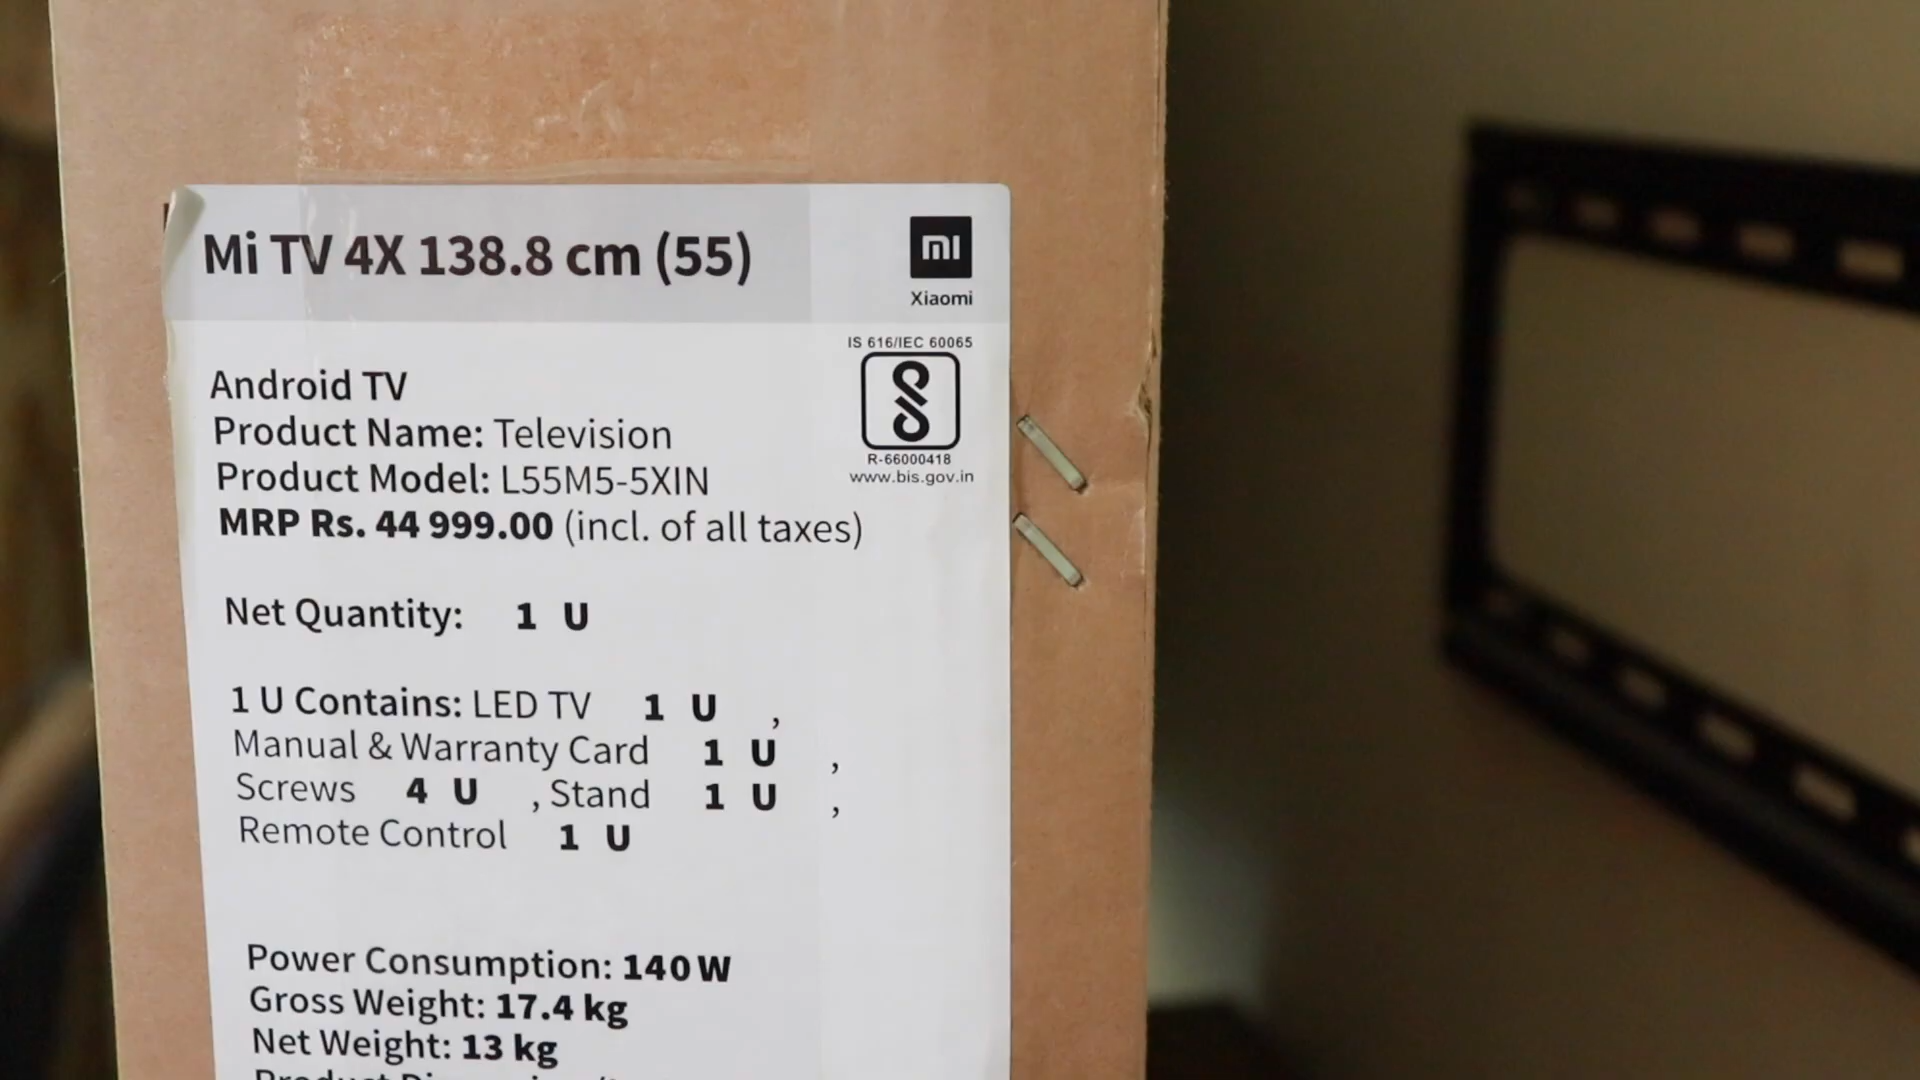 Mi TV 4X 138.8 cm (55)
mi
Xiaomi
IS 616/IEC 60065
R-66000418
www.bis.gov.in
Android TV
Product Name: Television
Product Model: L55M5-5XIN
MRP Rs. 44 999.00 (incl. of all taxes)
Net Quantity: 1 U
1 U Contains: LED TV 1 U ,
Manual & Warranty Card 1 U ,
Screws 4 U , Stand 1 U ,
Remote Control 1 U
Power Consumption: 140 W
Gross Weight: 17.4 kg
Net Weight: 13 kg
Product